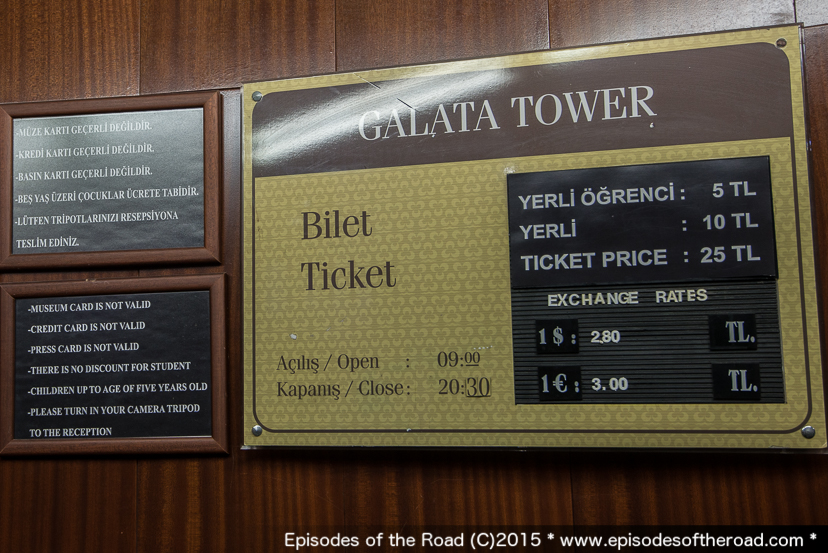 -MÜZE KARTI GEÇERLİ DEĞİLDİR.
-KREDİ KARTI GEÇERLİ DEĞİLDİR.
-BASIN KARTI GEÇERLİ DEĞİLDİR.
-BEŞ YAŞ ÜZERİ ÇOCUKLAR ÜCRETE TABİDİR.
-LÜTFEN TRİPOTLARINIZI RESEPSİYONA
TESLİM EDİNİZ.
-MUSEUM CARD IS NOT VALID
-CREDIT CARD IS NOT VALID
-PRESS CARD IS NOT VALID
-THERE IS NO DISCOUNT FOR STUDENT
-CHILDREN UP TO AGE OF FIVE YEARS OLD
-PLEASE TURN IN YOUR CAMERA TRIPOD
TO THE RECEPTION
GALATA TOWER
Bilet
Ticket
Açılış / Open : 09:00
Kapanış / Close: 20:30
YERLİ ÖĞRENCİ : 5 TL
YERLİ : 10 TL
TICKET PRICE : 25 TL
EXCHANGE RATES
1 $ : 2.80 TL.
1 € : 3.00 TL.
Episodes of the Road (C)2015 * www.episodesoftheroad.com *